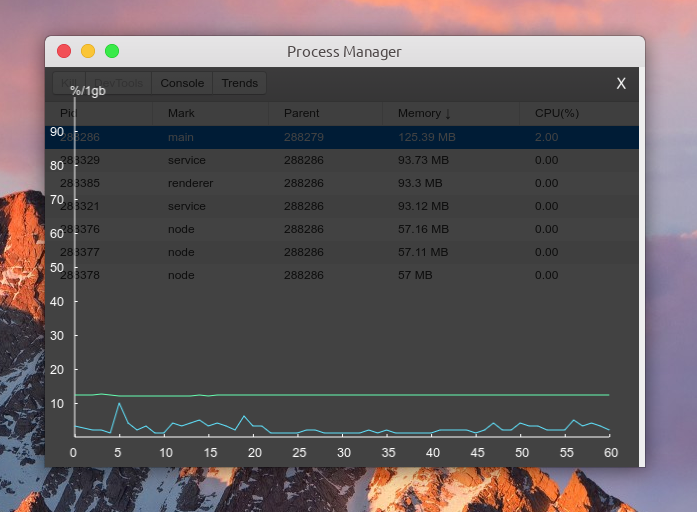 Process Manager
Kill DevTools Console Trends X
%/1gb
Pid Mark Parent Memory ↓ CPU(%)
90 288286 main 288279 125.39 MB 2.00
80 288329 service 288286 93.73 MB 0.00
70 288385 renderer 288286 93.3 MB 0.00
288321 service 288286 93.12 MB 0.00
60 288376 node 288286 57.16 MB 0.00
50 288377 node 288286 57.11 MB 0.00
288378 node 288286 57 MB 0.00
40
30
20
10
0 5 10 15 20 25 30 35 40 45 50 55 60